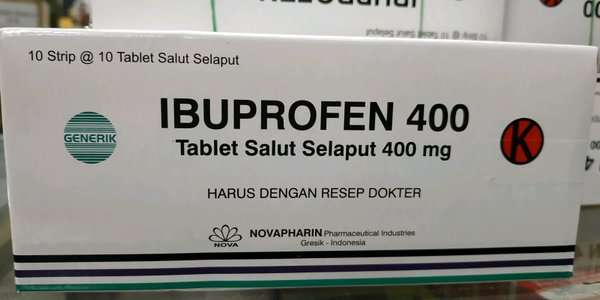 10 Strip @ 10 Tablet Salut Selaput
IBUPROFEN 400
Tablet Salut Selaput 400 mg
GENERIK
K
HARUS DENGAN RESEP DOKTER
NOVA
NOVAPHARIN Pharmaceutical Industries
Gresik - Indonesia